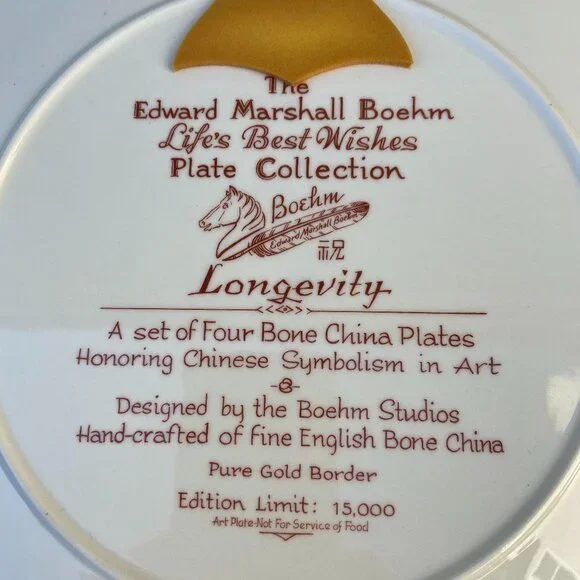 The
Edward Marshall Boehm
Life's Best Wishes
Plate Collection
Boehm
Edward Marshall Boehm
祝
Longevity
A set of Four Bone China Plates
Honoring Chinese Symbolism in Art
B
Designed by the Boehm Studios
Hand-crafted of fine English Bone China
Pure Gold Border
Edition Limit: 15,000
Art Plate-Not For Service of Food